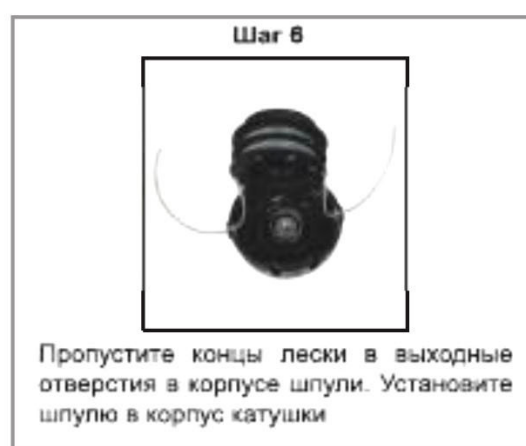 Шаг 6
Пропустите концы лески в выходные
отверстия в корпусе шпули. Установите
шпулю в корпус катушки